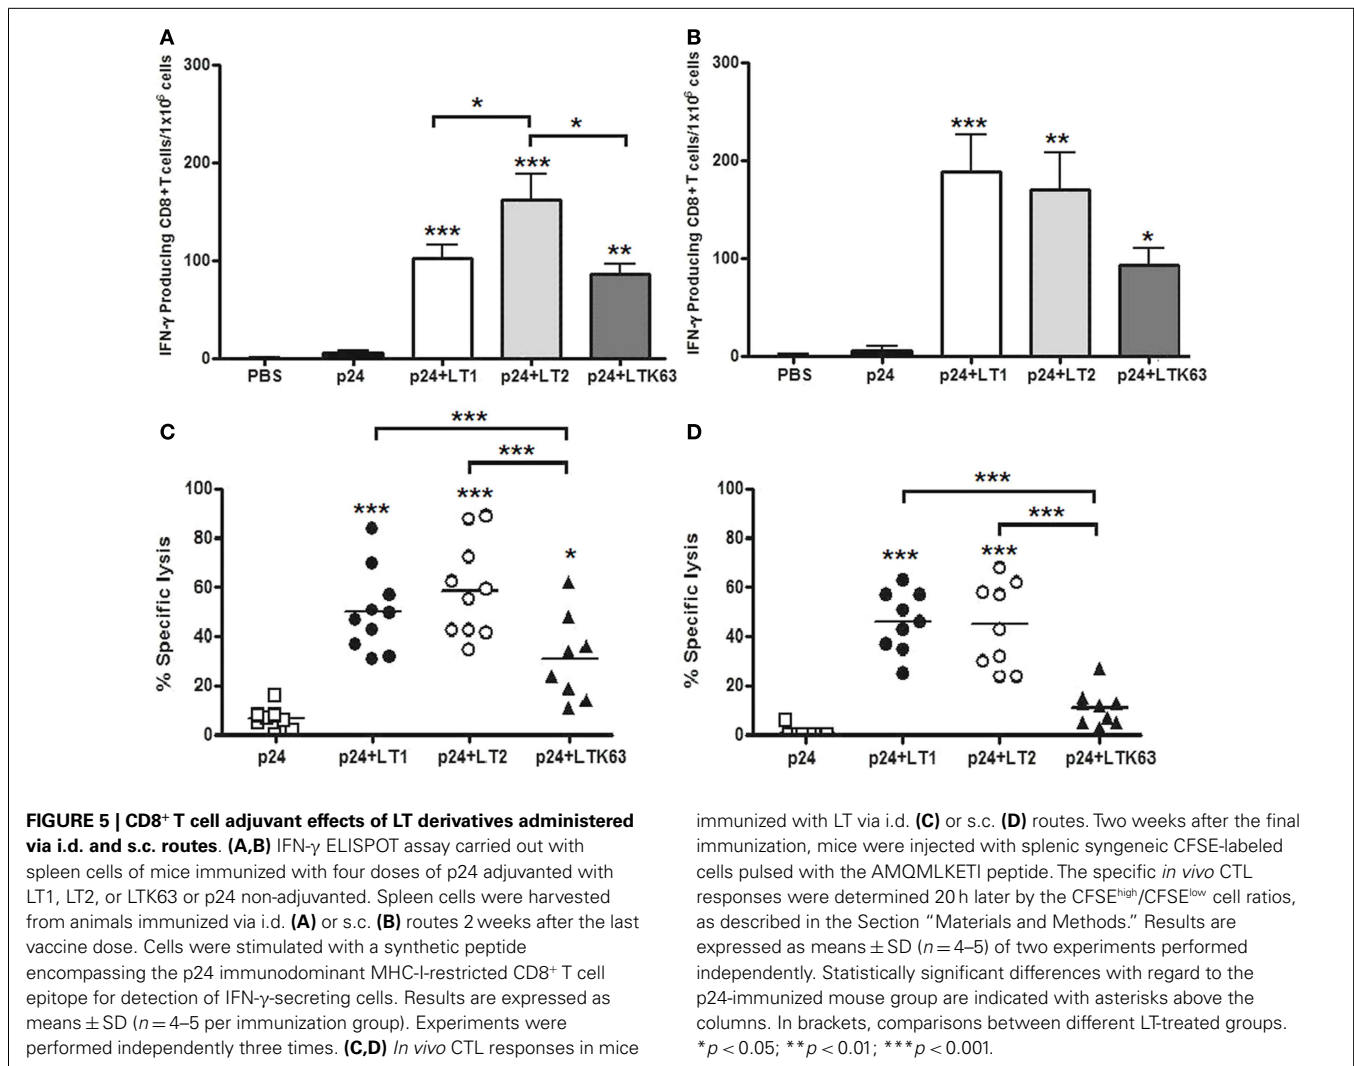 A
B
IFN-γ Producing CD8+T cells/1x10⁶ cells
300
200
100
0
*
*
***
***
**
PBS p24 p24+LT1 p24+LT2 p24+LTK63
IFN-γ Producing CD8+T cells/1x10⁶ cells
300
200
100
0
***
**
*
PBS p24 p24+LT1 p24+LT2 p24+LTK63
C
D
% Specific lysis
100
80
60
40
20
0
***
***
***
***
*
p24 p24+LT1 p24+LT2 p24+LTK63
% Specific lysis
100
80
60
40
20
0
***
***
***
***
p24 p24+LT1 p24+LT2 p24+LTK63
FIGURE 5 | CD8⁺ T cell adjuvant effects of LT derivatives administered
via i.d. and s.c. routes. (A,B) IFN-γ ELISPOT assay carried out with
spleen cells of mice immunized with four doses of p24 adjuvanted with
LT1, LT2, or LTK63 or p24 non-adjuvanted. Spleen cells were harvested
from animals immunized via i.d. (A) or s.c. (B) routes 2 weeks after the last
vaccine dose. Cells were stimulated with a synthetic peptide
encompassing the p24 immunodominant MHC-I-restricted CD8⁺ T cell
epitope for detection of IFN-γ-secreting cells. Results are expressed as
means ± SD (n = 4–5 per immunization group). Experiments were
performed independently three times. (C,D) In vivo CTL responses in mice
immunized with LT via i.d. (C) or s.c. (D) routes. Two weeks after the final
immunization, mice were injected with splenic syngeneic CFSE-labeled
cells pulsed with the AMQMLKETI peptide. The specific in vivo CTL
responses were determined 20 h later by the CFSEhigh/CFSElow cell ratios,
as described in the Section “Materials and Methods.” Results are
expressed as means ± SD (n = 4–5) of two experiments performed
independently. Statistically significant differences with regard to the
p24-immunized mouse group are indicated with asterisks above the
columns. In brackets, comparisons between different LT-treated groups.
*p < 0.05; **p < 0.01; ***p < 0.001.